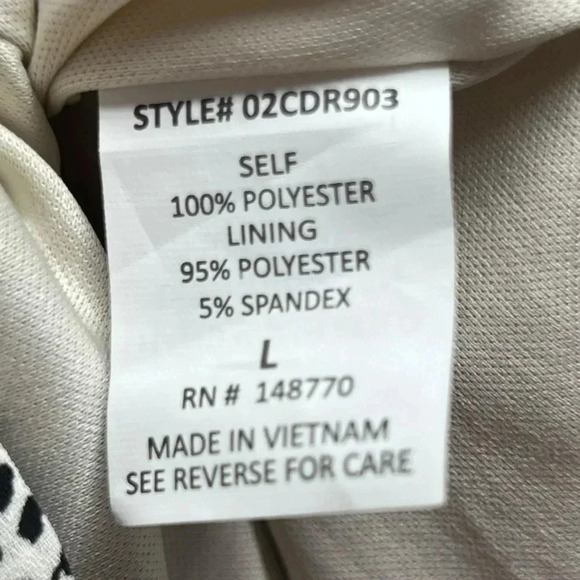 STYLE# 02CDR903
SELF
100% POLYESTER
LINING
95% POLYESTER
5% SPANDEX
L
RN # 148770
MADE IN VIETNAM
SEE REVERSE FOR CARE